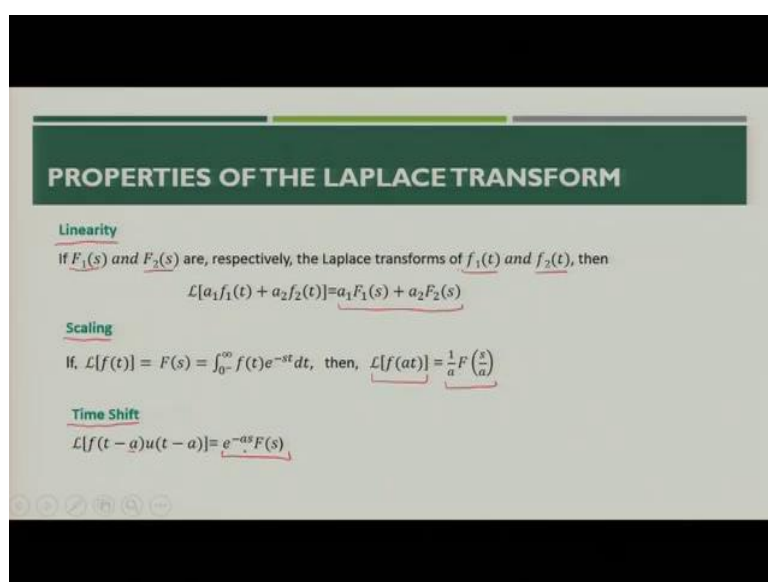 PROPERTIES OF THE LAPLACE TRANSFORM
Linearity
If F₁(s) and F₂(s) are, respectively, the Laplace transforms of f₁(t) and f₂(t), then
ℒ[a₁f₁(t) + a₂f₂(t)]=a₁F₁(s) + a₂F₂(s)
Scaling
If, ℒ[f(t)] = F(s) = ∫₀₋^∞ f(t)e^(−st) dt, then, ℒ[f(at)] = 1/a F(s/a)
Time Shift
ℒ[f(t − a)u(t − a)]= e^(−as)F(s)